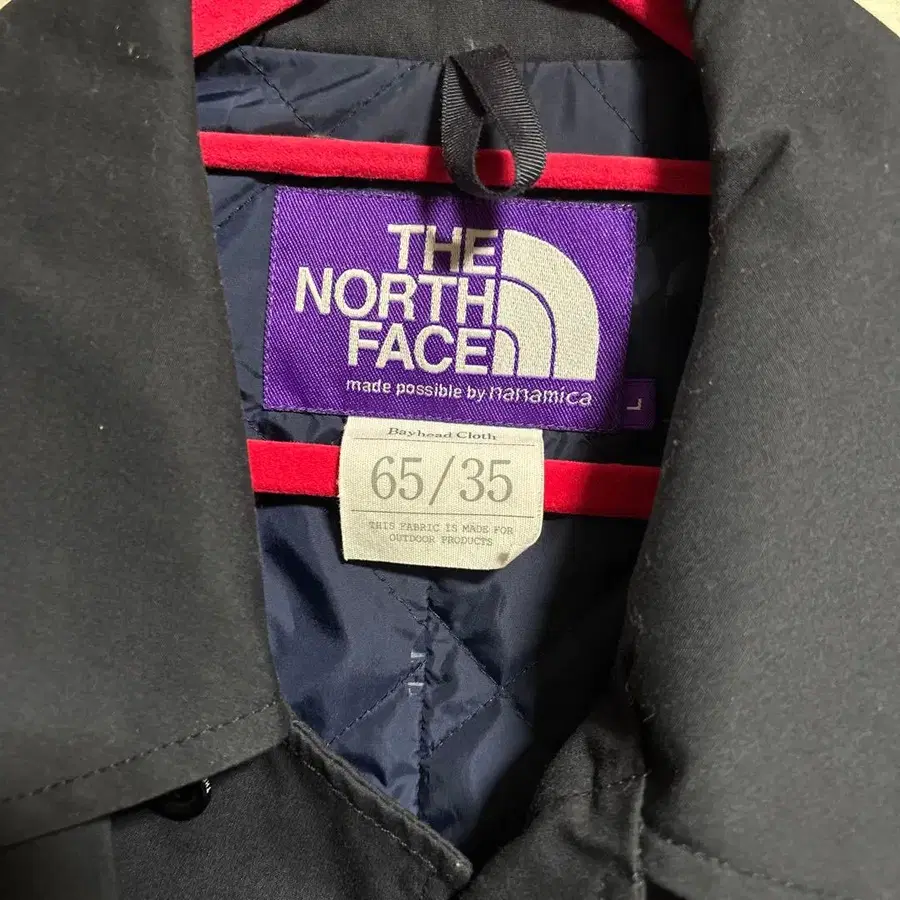 THE
NORTH
FACE
made possible by nanamica
L
Bayhead Cloth
65/35
THIS FABRIC IS MADE FOR
OUTDOOR PRODUCTS